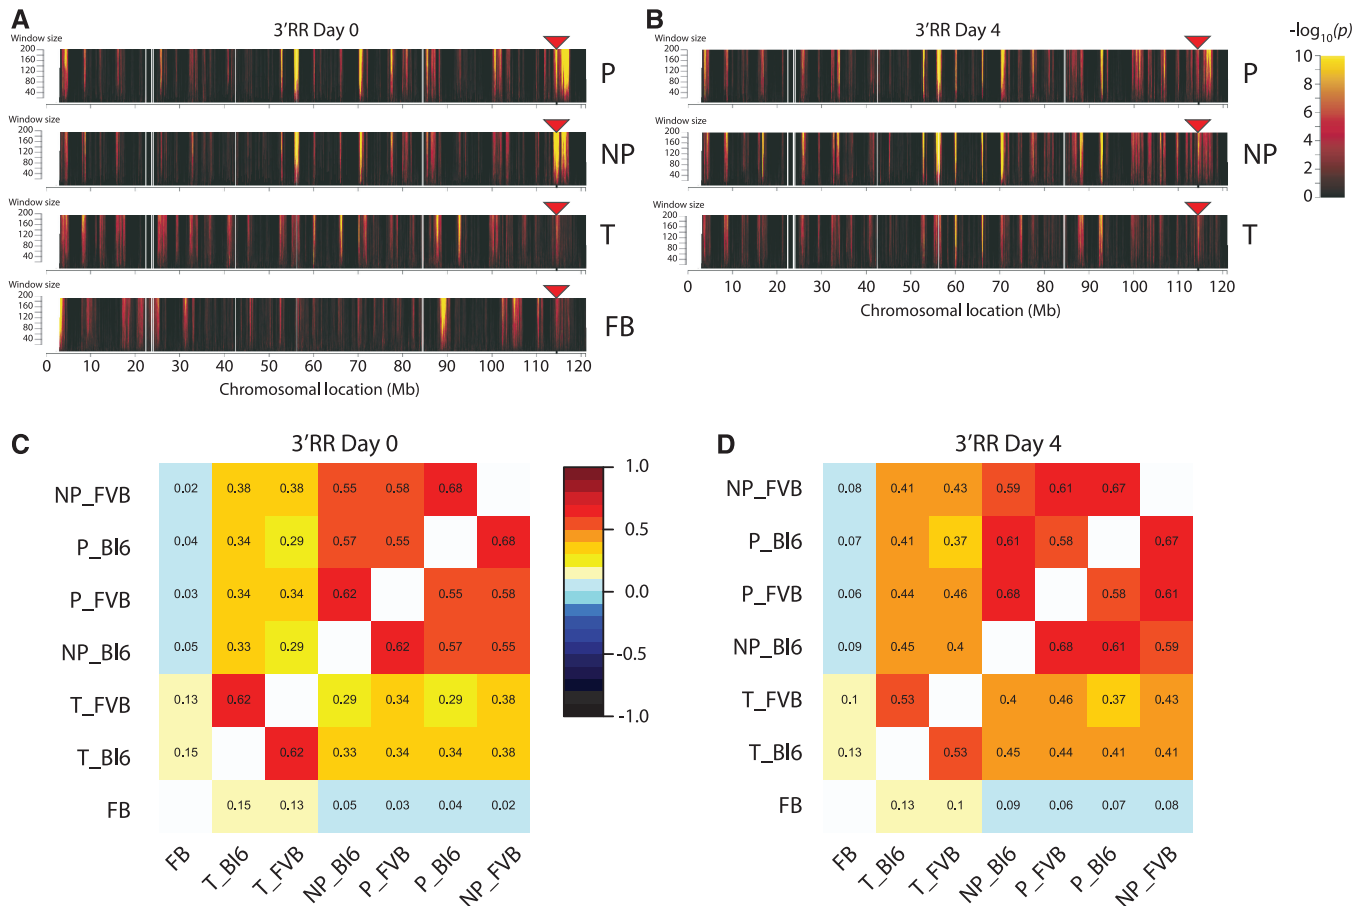 A
3'RR Day 0
Window size
200
160
120
80
40
P
Window size
200
160
120
80
40
NP
Window size
200
160
120
80
40
T
Window size
200
160
120
80
40
FB
0 10 20 30 40 50 60 70 80 90 100 110 120
Chromosomal location (Mb)
B
3'RR Day 4
Window size
200
160
120
80
40
P
Window size
200
160
120
80
40
NP
Window size
200
160
120
80
40
T
0 10 20 30 40 50 60 70 80 90 100 110 120
Chromosomal location (Mb)
-log10(p)
10
8
6
4
2
0
C
3'RR Day 0
NP_FVB 0.02 0.38 0.38 0.55 0.58 0.68
P_Bl6 0.04 0.34 0.29 0.57 0.55 0.68
P_FVB 0.03 0.34 0.34 0.62 0.55 0.58
NP_Bl6 0.05 0.33 0.29 0.62 0.57 0.55
T_FVB 0.13 0.62 0.29 0.34 0.29 0.38
T_Bl6 0.15 0.62 0.33 0.34 0.34 0.38
FB 0.15 0.13 0.05 0.03 0.04 0.02
FB T_Bl6 T_FVB NP_Bl6 P_FVB P_Bl6 NP_FVB
1.0
0.5
0.0
-0.5
-1.0
D
3'RR Day 4
NP_FVB 0.08 0.41 0.43 0.59 0.61 0.67
P_Bl6 0.07 0.41 0.37 0.61 0.58 0.67
P_FVB 0.06 0.44 0.46 0.68 0.58 0.61
NP_Bl6 0.09 0.45 0.4 0.68 0.61 0.59
T_FVB 0.1 0.53 0.4 0.46 0.37 0.43
T_Bl6 0.13 0.53 0.45 0.44 0.41 0.41
FB 0.13 0.1 0.09 0.06 0.07 0.08
FB T_Bl6 T_FVB NP_Bl6 P_FVB P_Bl6 NP_FVB